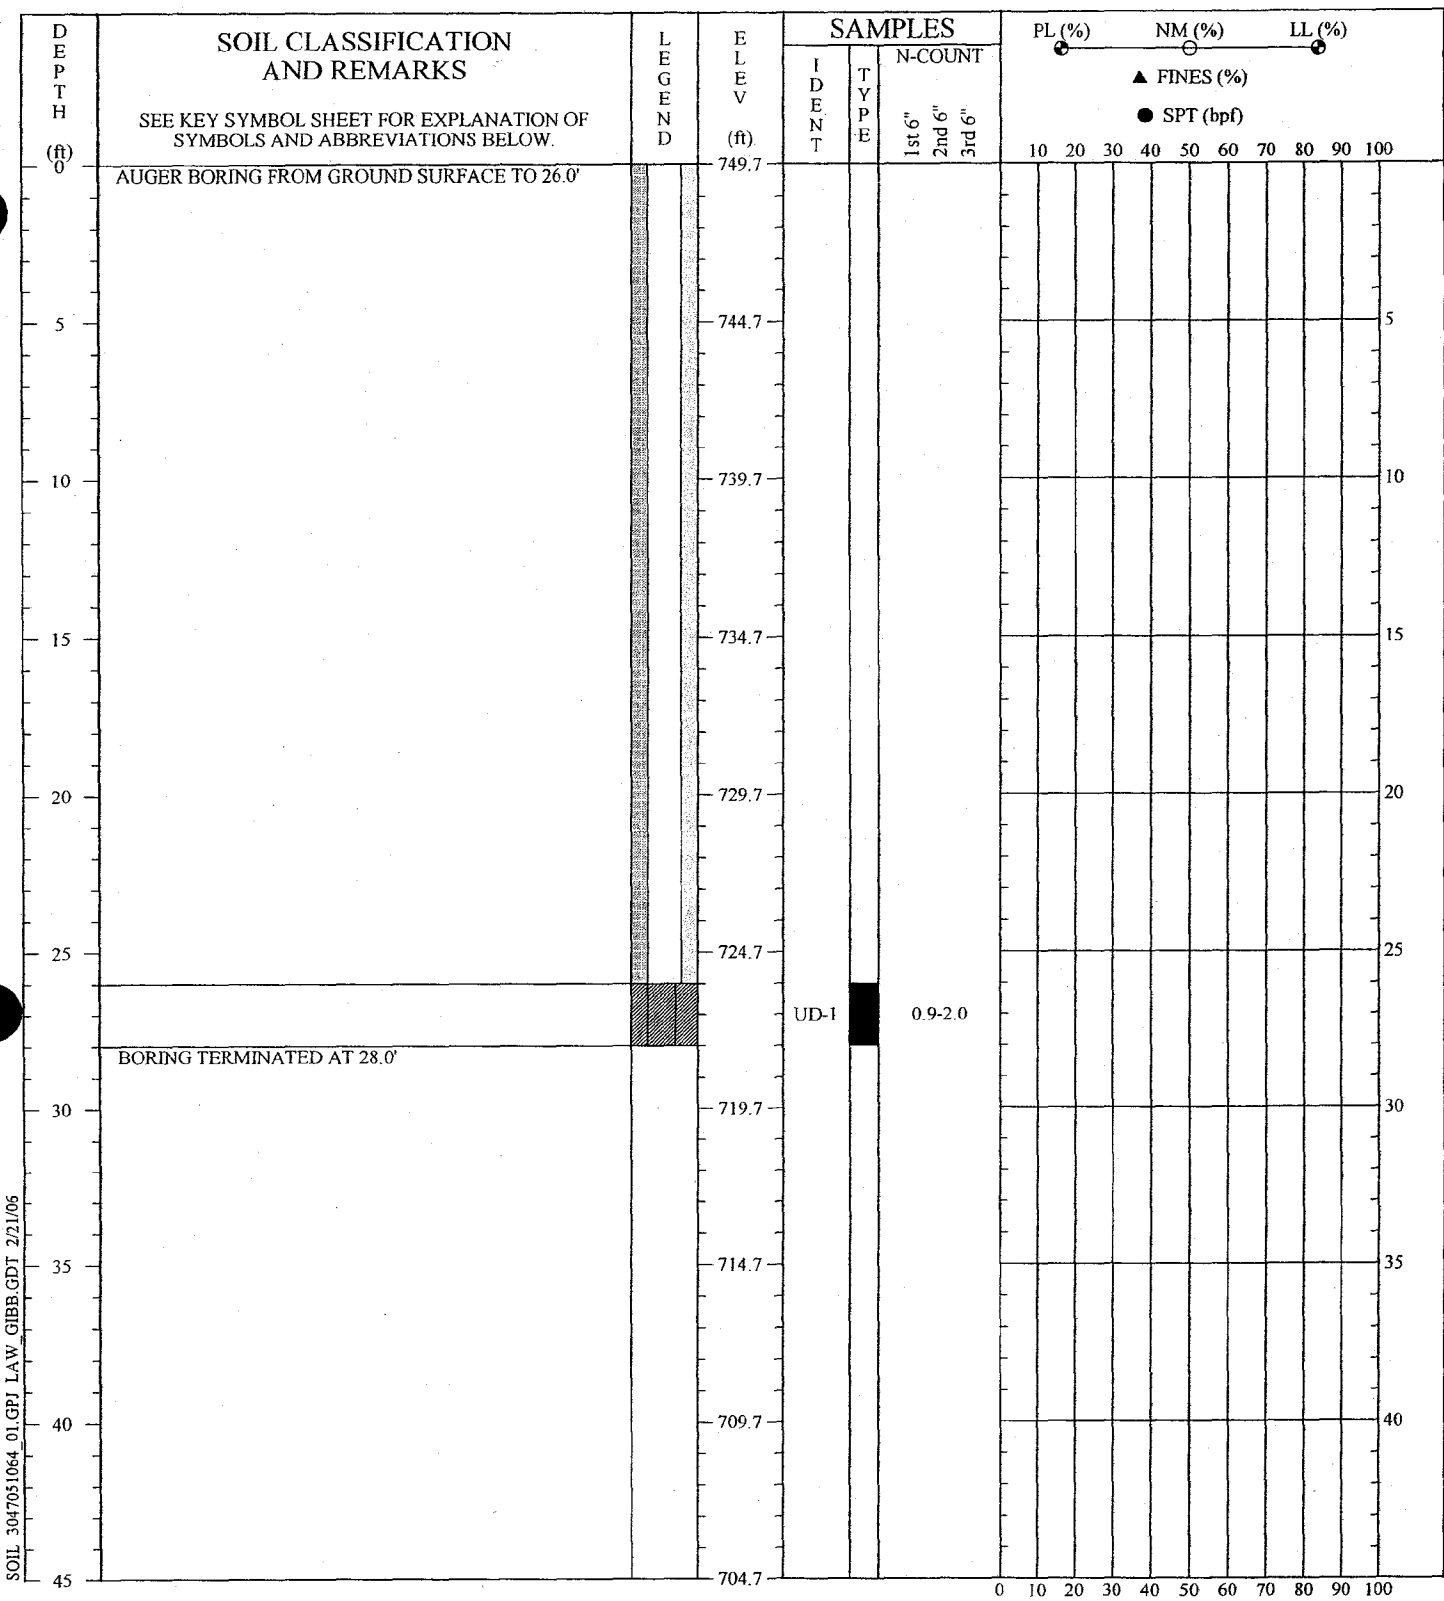 DEPTH (ft)
SOIL CLASSIFICATION
AND REMARKS
SEE KEY SYMBOL SHEET FOR EXPLANATION OF
SYMBOLS AND ABBREVIATIONS BELOW.
LEGEND
ELEV (ft)
SAMPLES
IDENT
TYPE
N-COUNT
1st 6"
2nd 6"
3rd 6"
PL (%) NM (%) LL (%)
▲ FINES (%)
● SPT (bpf)
10 20 30 40 50 60 70 80 90 100
0 749.7
AUGER BORING FROM GROUND SURFACE TO 26.0'
5 744.7 5
10 739.7 10
15 734.7 15
20 729.7 20
25 724.7 25
UD-1 0.9-2.0
BORING TERMINATED AT 28.0'
30 719.7 30
35 714.7 35
40 709.7 40
45 704.7
0 10 20 30 40 50 60 70 80 90 100
SOIL 3047051064_01.GPJ LAW_GIBB.GDT 2/21/06